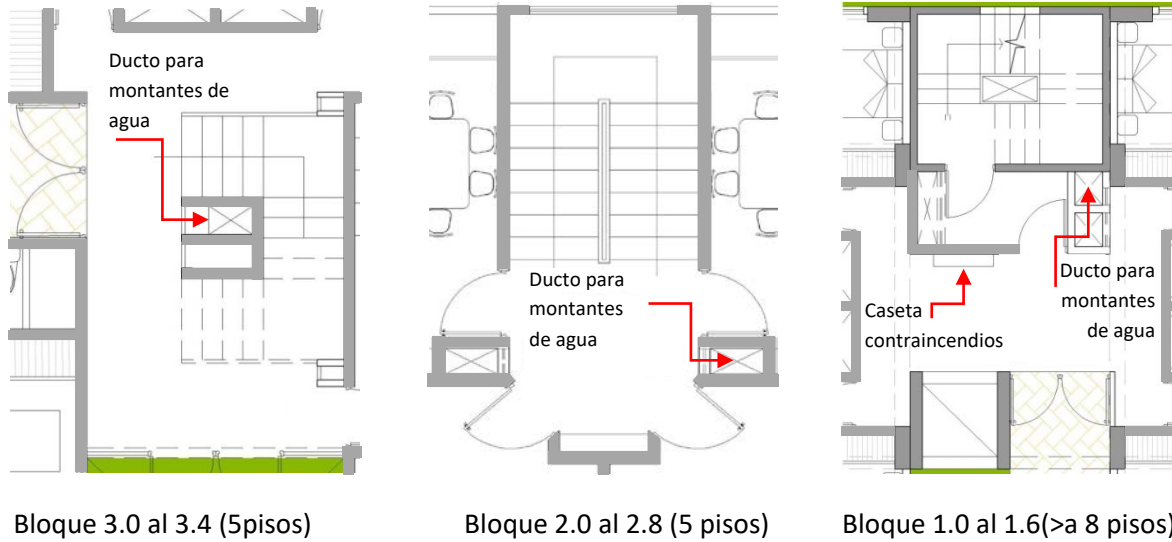 Ducto para
montantes de
agua
Ducto para
montantes
de agua
Caseta
contraincendios
Ducto para
montantes
de agua
Bloque 3.0 al 3.4 (5pisos)
Bloque 2.0 al 2.8 (5 pisos)
Bloque 1.0 al 1.6(>a 8 pisos)